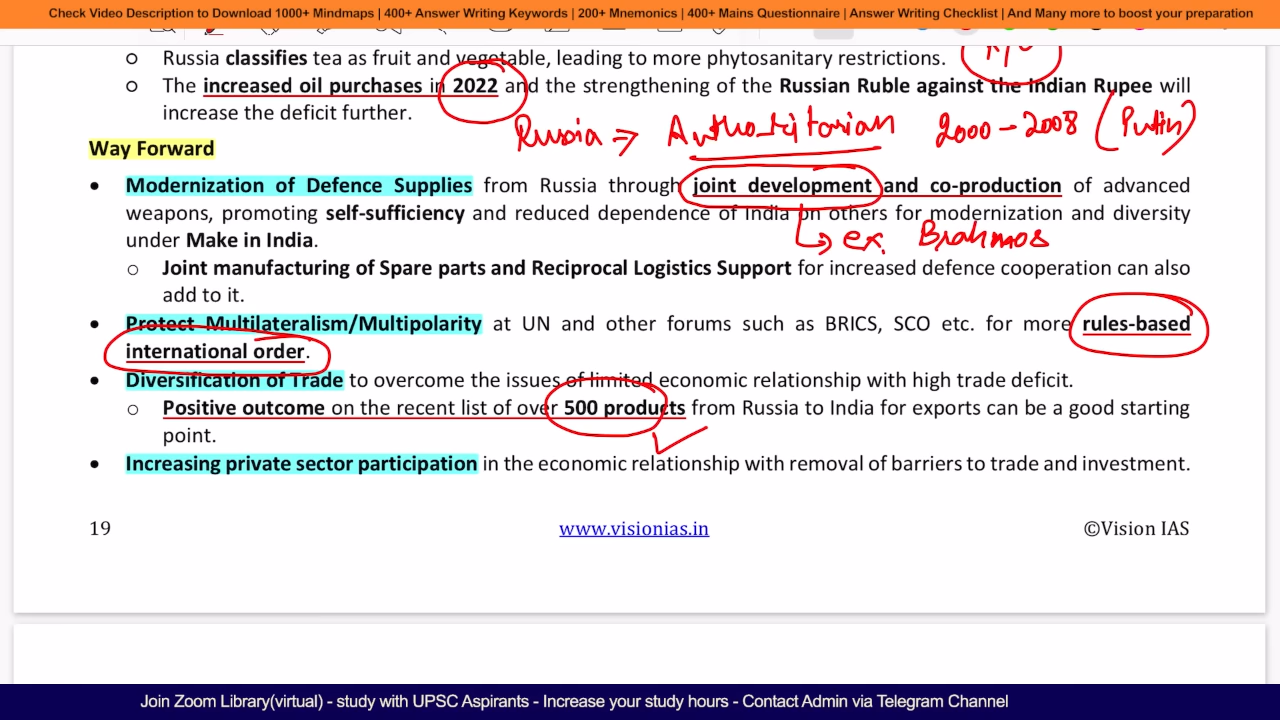 Check Video Description to Download 1000+ Mindmaps | 400+ Answer Writing Keywords | 200+ Mnemonics | 400+ Mains Questionnaire | Answer Writing Checklist | And Many more to boost your preparation
o Russia classifies tea as fruit and vegetable, leading to more phytosanitary restrictions.
o The increased oil purchases in 2022 and the strengthening of the Russian Ruble against the Indian Rupee will
increase the deficit further.
Russia => Authoritarian 2000-2008 (Putin)
Way Forward
• Modernization of Defence Supplies from Russia through joint development and co-production of advanced
weapons, promoting self-sufficiency and reduced dependence of India on others for modernization and diversity
under Make in India.
ex. Brahmos
o Joint manufacturing of Spare parts and Reciprocal Logistics Support for increased defence cooperation can also
add to it.
• Protect Multilateralism/Multipolarity at UN and other forums such as BRICS, SCO etc. for more rules-based
international order.
• Diversification of Trade to overcome the issues of limited economic relationship with high trade deficit.
o Positive outcome on the recent list of over 500 products from Russia to India for exports can be a good starting
point.
• Increasing private sector participation in the economic relationship with removal of barriers to trade and investment.
19 www.visionias.in ©Vision IAS
Join Zoom Library(virtual) - study with UPSC Aspirants - Increase your study hours - Contact Admin via Telegram Channel